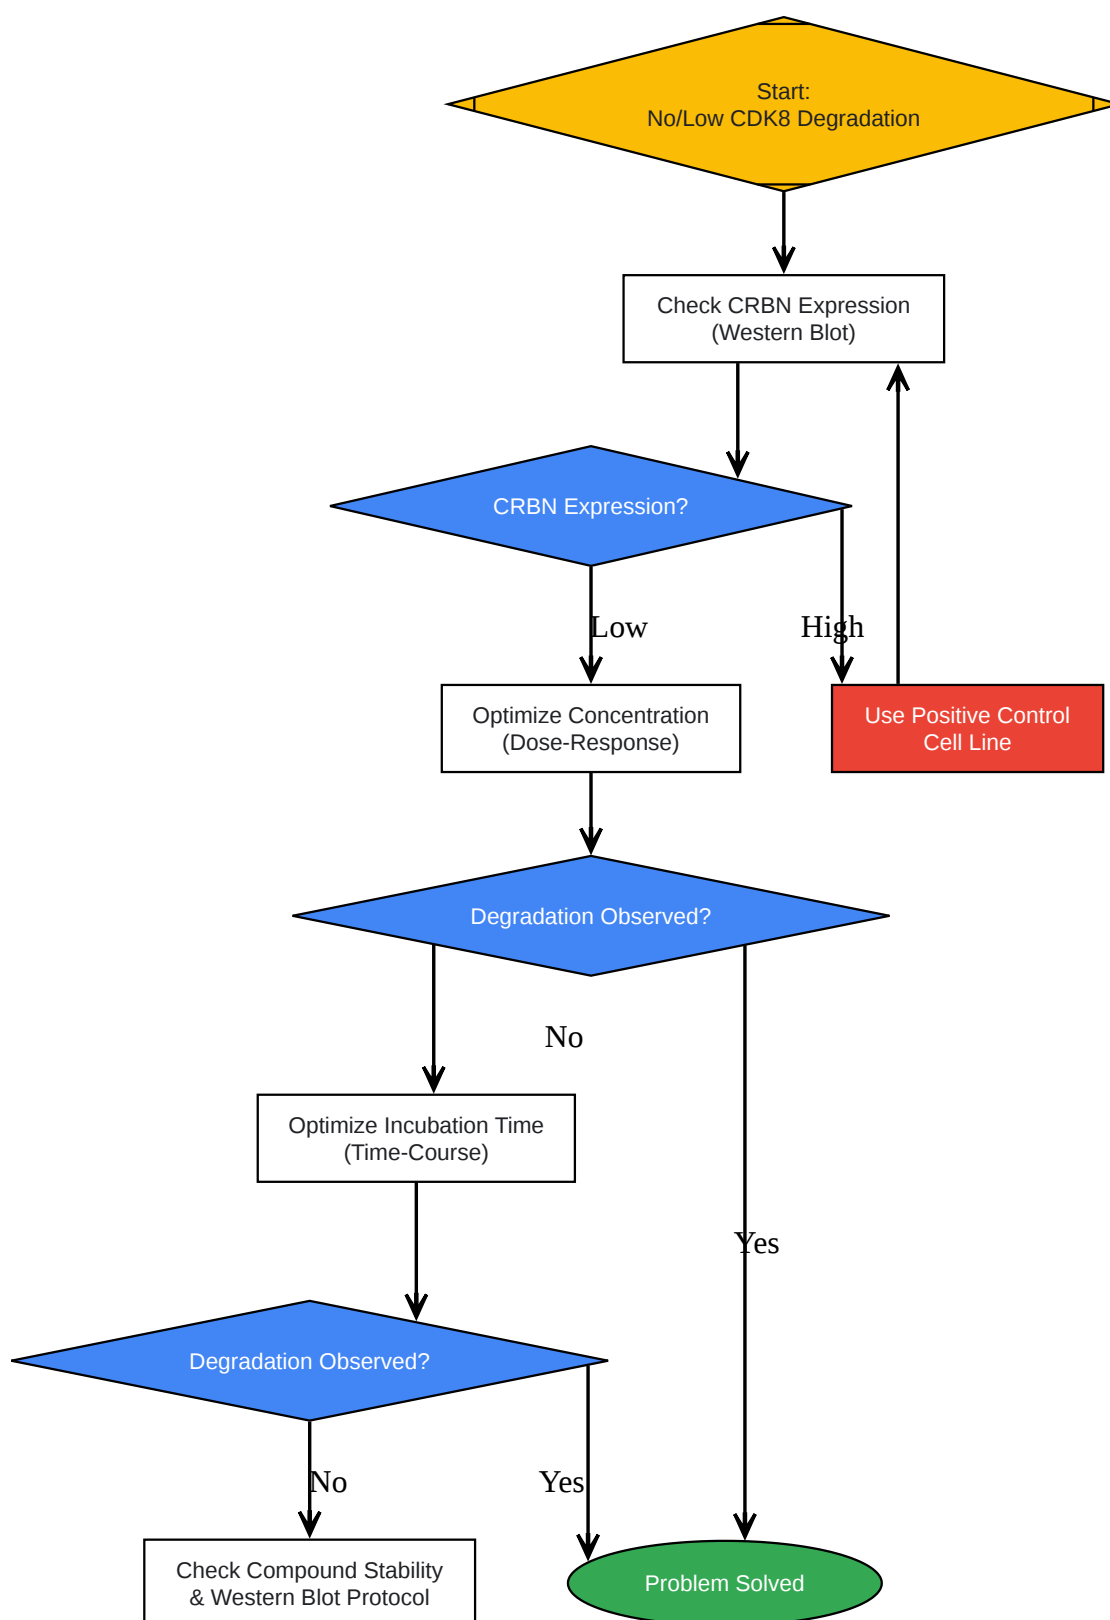 Start:
No/Low CDK8 Degradation
Check CRBN Expression
(Western Blot)
CRBN Expression?
Low
High
Optimize Concentration
(Dose-Response)
Use Positive Control
Cell Line
Degradation Observed?
No
Optimize Incubation Time
(Time-Course)
Yes
Degradation Observed?
No
Yes
Check Compound Stability
& Western Blot Protocol
Problem Solved